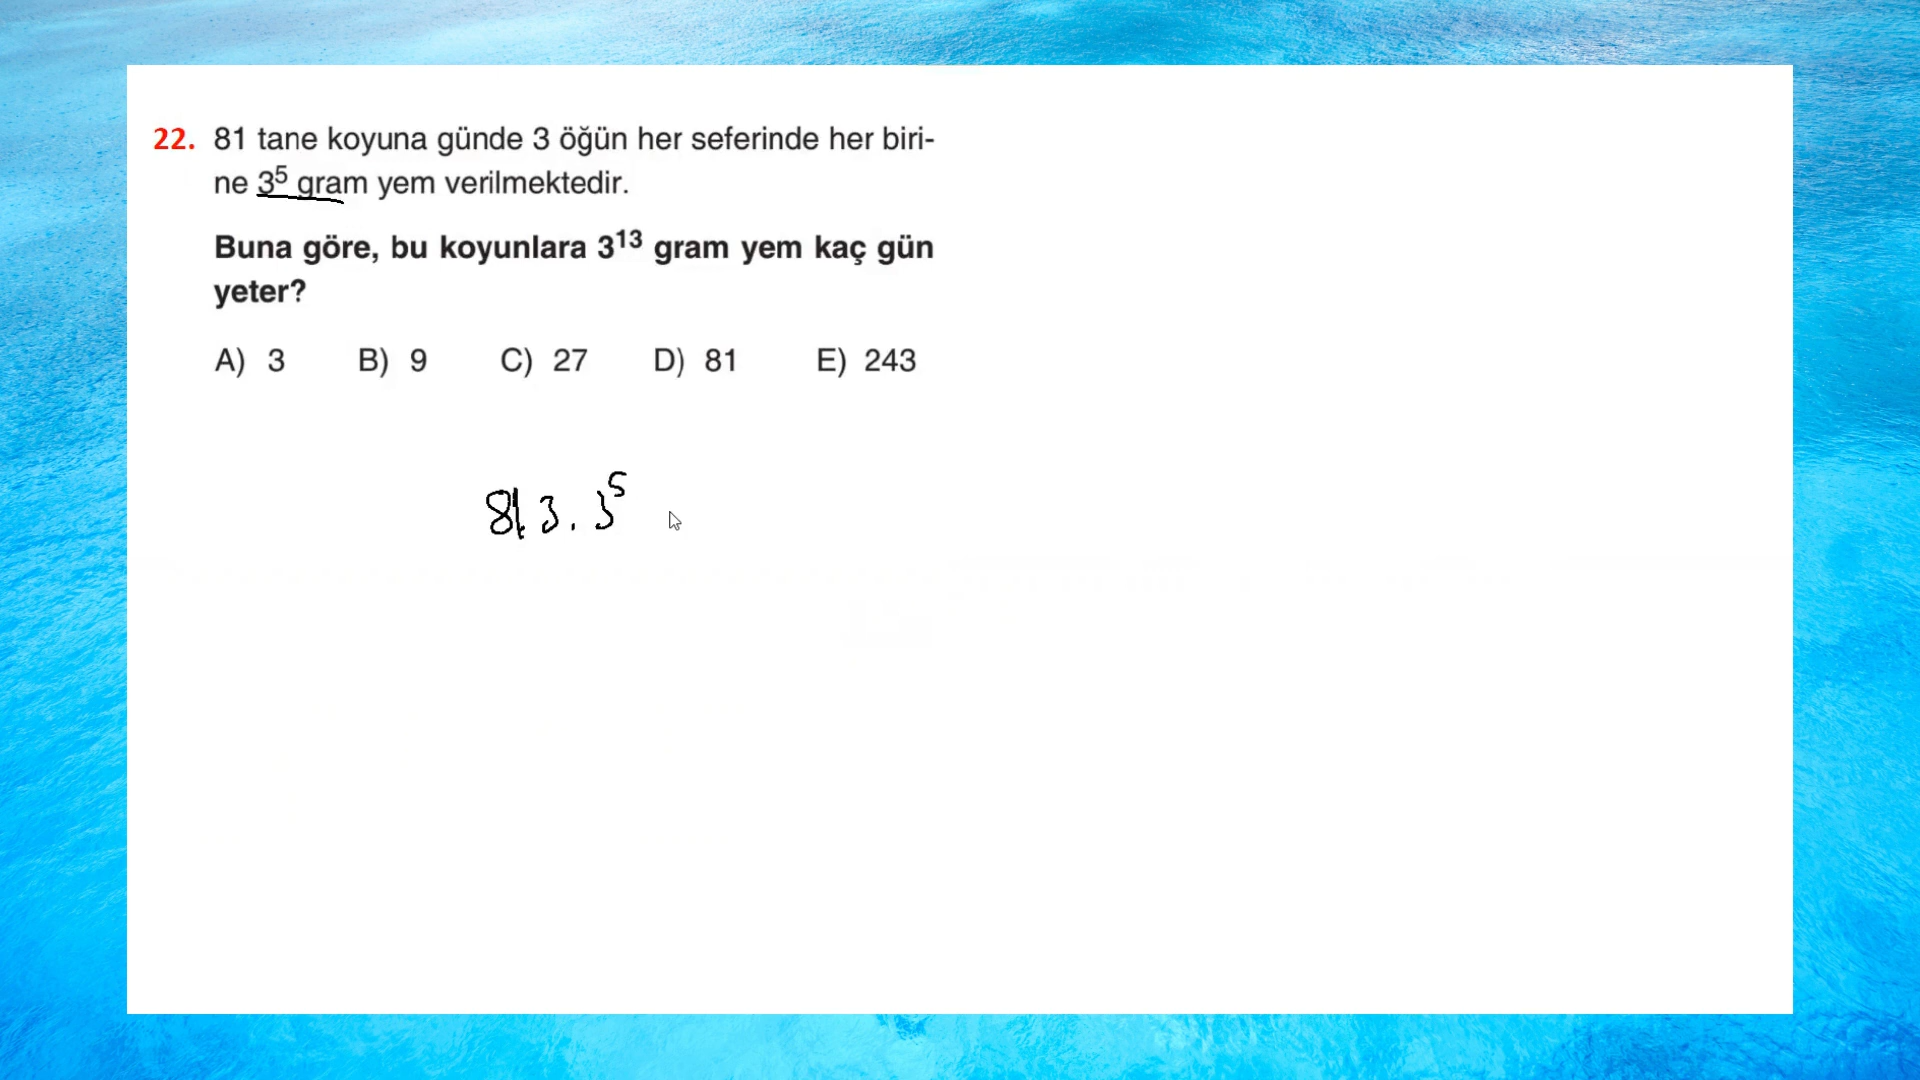 22. 81 tane koyuna günde 3 öğün her seferinde her biri-
ne 3⁵ gram yem verilmektedir.
Buna göre, bu koyunlara 3¹³ gram yem kaç gün
yeter?
A) 3 B) 9 C) 27 D) 81 E) 243
81.3.3⁵